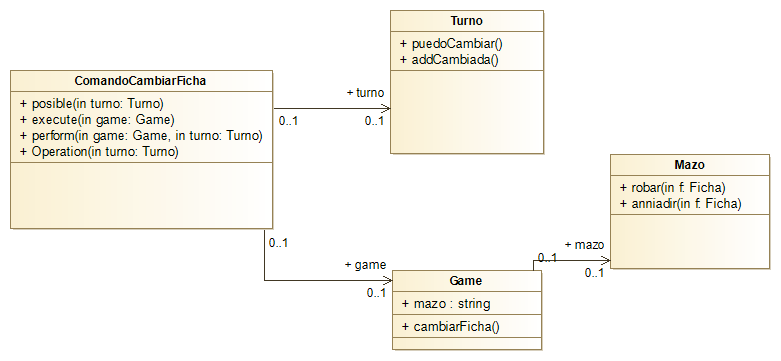 Turno
+ puedoCambiar()
+ addCambiada()
ComandoCambiarFicha
+ posible(in turno: Turno)
+ execute(in game: Game)
+ perform(in game: Game, in turno: Turno)
+ Operation(in turno: Turno)
+ turno
0..1
0..1
Mazo
+ robar(in f: Ficha)
+ anniadir(in f: Ficha)
0..1
+ game
0..1
+ mazo
0..1
0..1
Game
+ mazo : string
+ cambiarFicha()